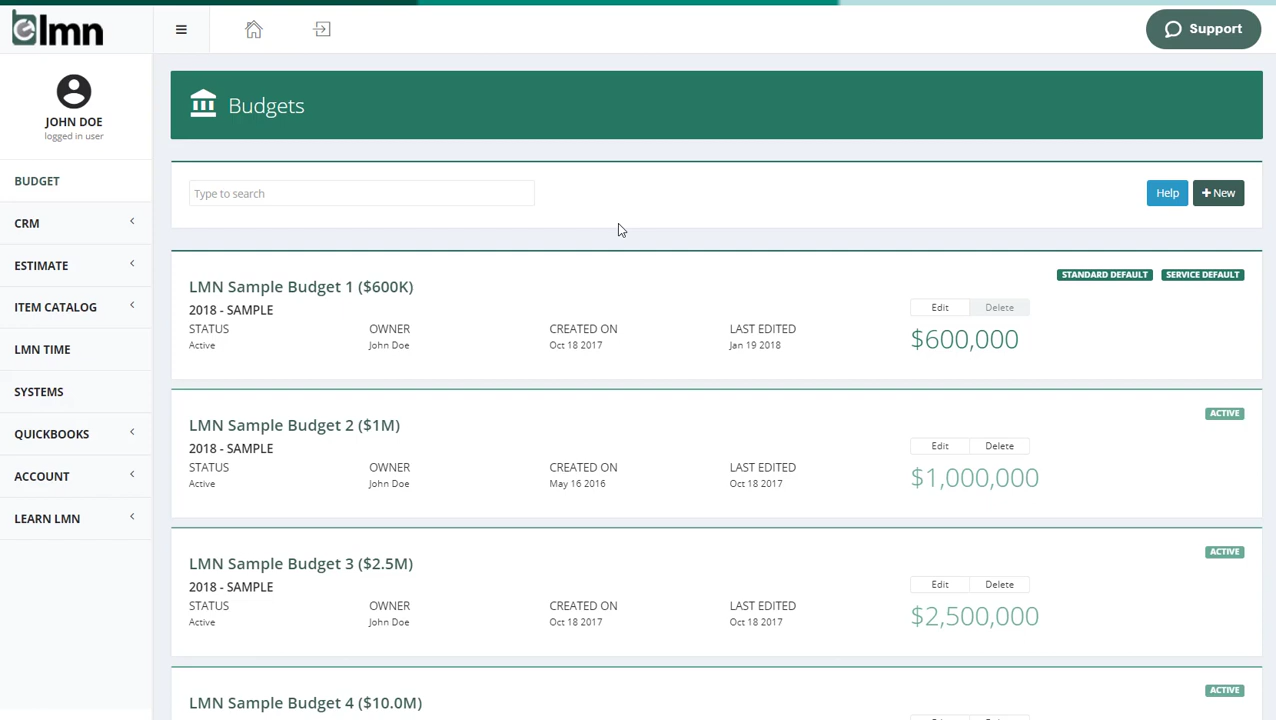 lmn
Support
JOHN DOE
logged in user
BUDGET
CRM
ESTIMATE
ITEM CATALOG
LMN TIME
SYSTEMS
QUICKBOOKS
ACCOUNT
LEARN LMN
Budgets
Type to search
Help
+ New
STANDARD DEFAULT SERVICE DEFAULT
LMN Sample Budget 1 ($600K)
2018 - SAMPLE
Edit Delete
STATUS OWNER CREATED ON LAST EDITED
Active John Doe Oct 18 2017 Jan 19 2018
$600,000
ACTIVE
LMN Sample Budget 2 ($1M)
2018 - SAMPLE
Edit Delete
STATUS OWNER CREATED ON LAST EDITED
Active John Doe May 16 2016 Oct 18 2017
$1,000,000
ACTIVE
LMN Sample Budget 3 ($2.5M)
2018 - SAMPLE
Edit Delete
STATUS OWNER CREATED ON LAST EDITED
Active John Doe Oct 18 2017 Oct 18 2017
$2,500,000
ACTIVE
LMN Sample Budget 4 ($10.0M)